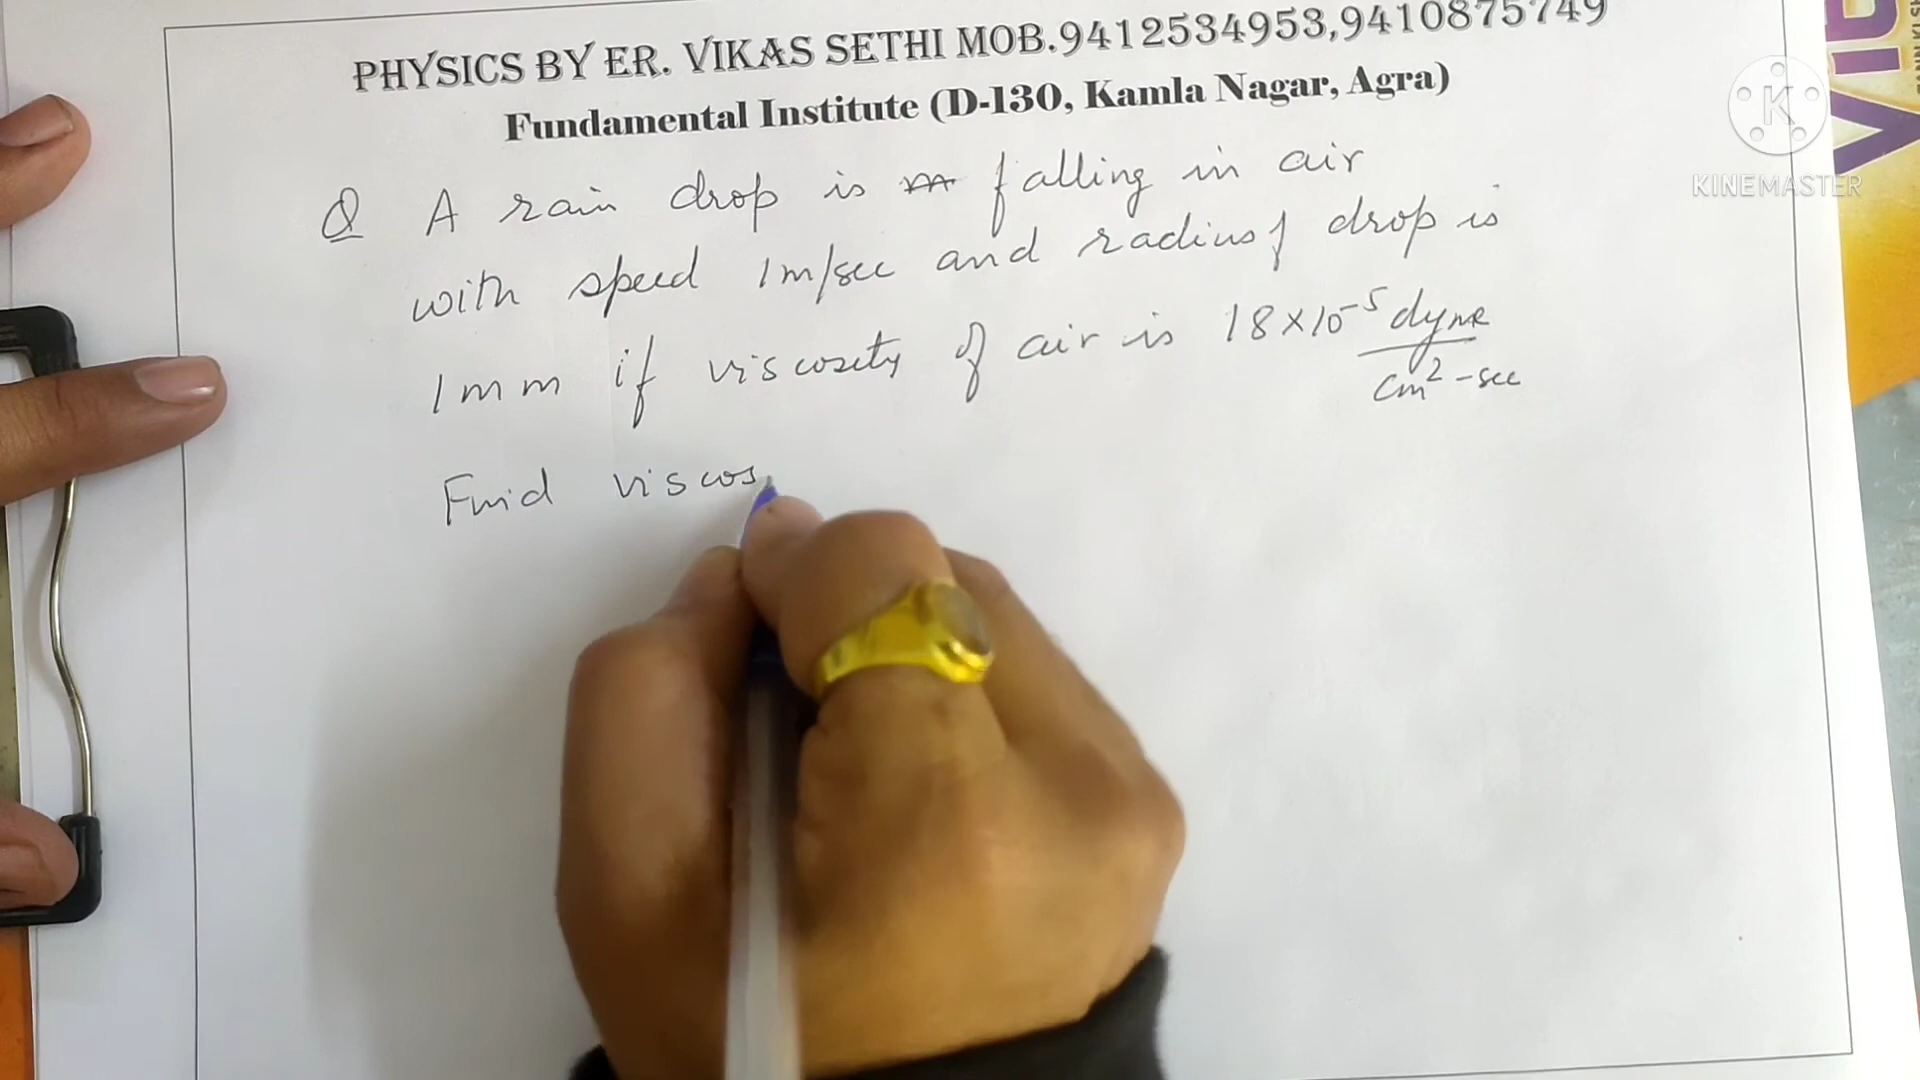 PHYSICS BY ER. VIKAS SETHI MOB.9412534953,9410875749
Fundamental Institute (D-130, Kamla Nagar, Agra)
Q A rain drop is falling in air
with speed 1m/sec and radius of drop is
1mm if viscosity of air is 18×10⁻⁵ dyne/cm²-sec
Find viscos
KINEMASTER